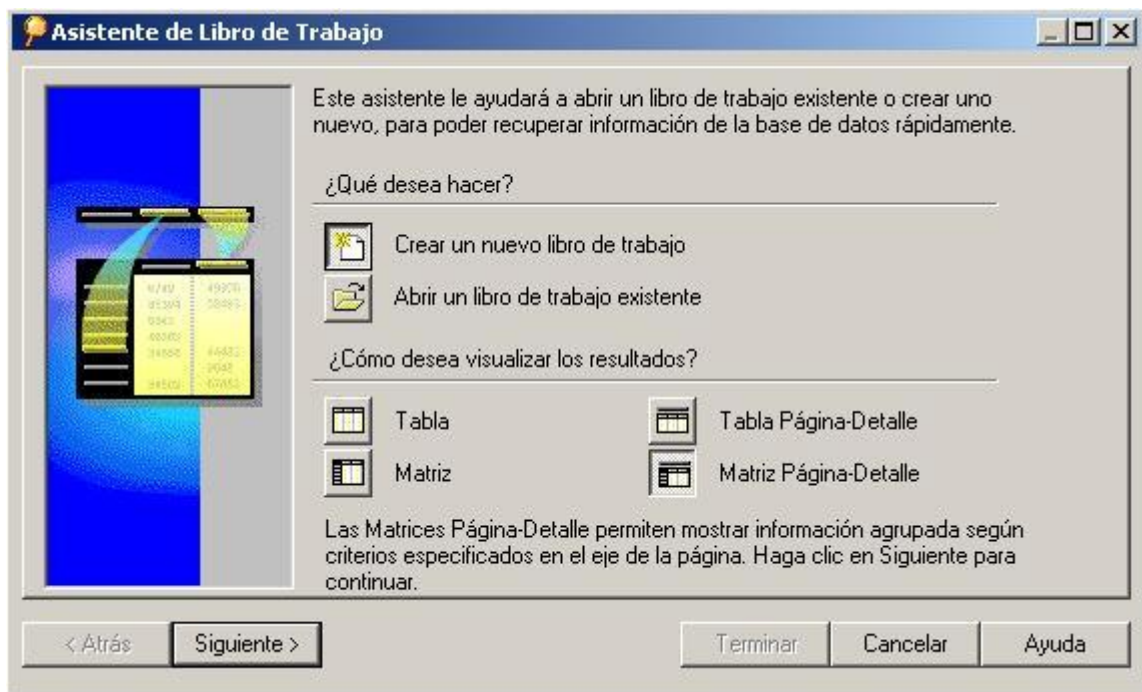 Asistente de Libro de Trabajo
Este asistente le ayudará a abrir un libro de trabajo existente o crear uno
nuevo, para poder recuperar información de la base de datos rápidamente.
¿Qué desea hacer?
Crear un nuevo libro de trabajo
Abrir un libro de trabajo existente
¿Cómo desea visualizar los resultados?
Tabla
Tabla Página-Detalle
Matriz
Matriz Página-Detalle
Las Matrices Página-Detalle permiten mostrar información agrupada según
criterios especificados en el eje de la página. Haga clic en Siguiente para
continuar.
< Atrás
Siguiente >
Terminar
Cancelar
Ayuda